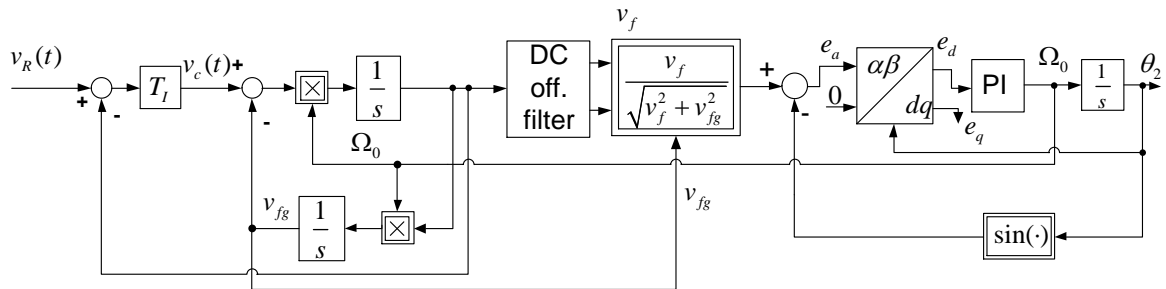 v_R(t)
+
-
T_I
v_c(t)
+
-
×
1/s
Ω_0
v_fg
1/s
×
DC
off.
filter
v_f
v_f/√(v_f^2 + v_fg^2)
v_fg
+
-
e_a
0
αβ
dq
e_d
e_q
PI
Ω_0
1/s
θ_2
sin(·)